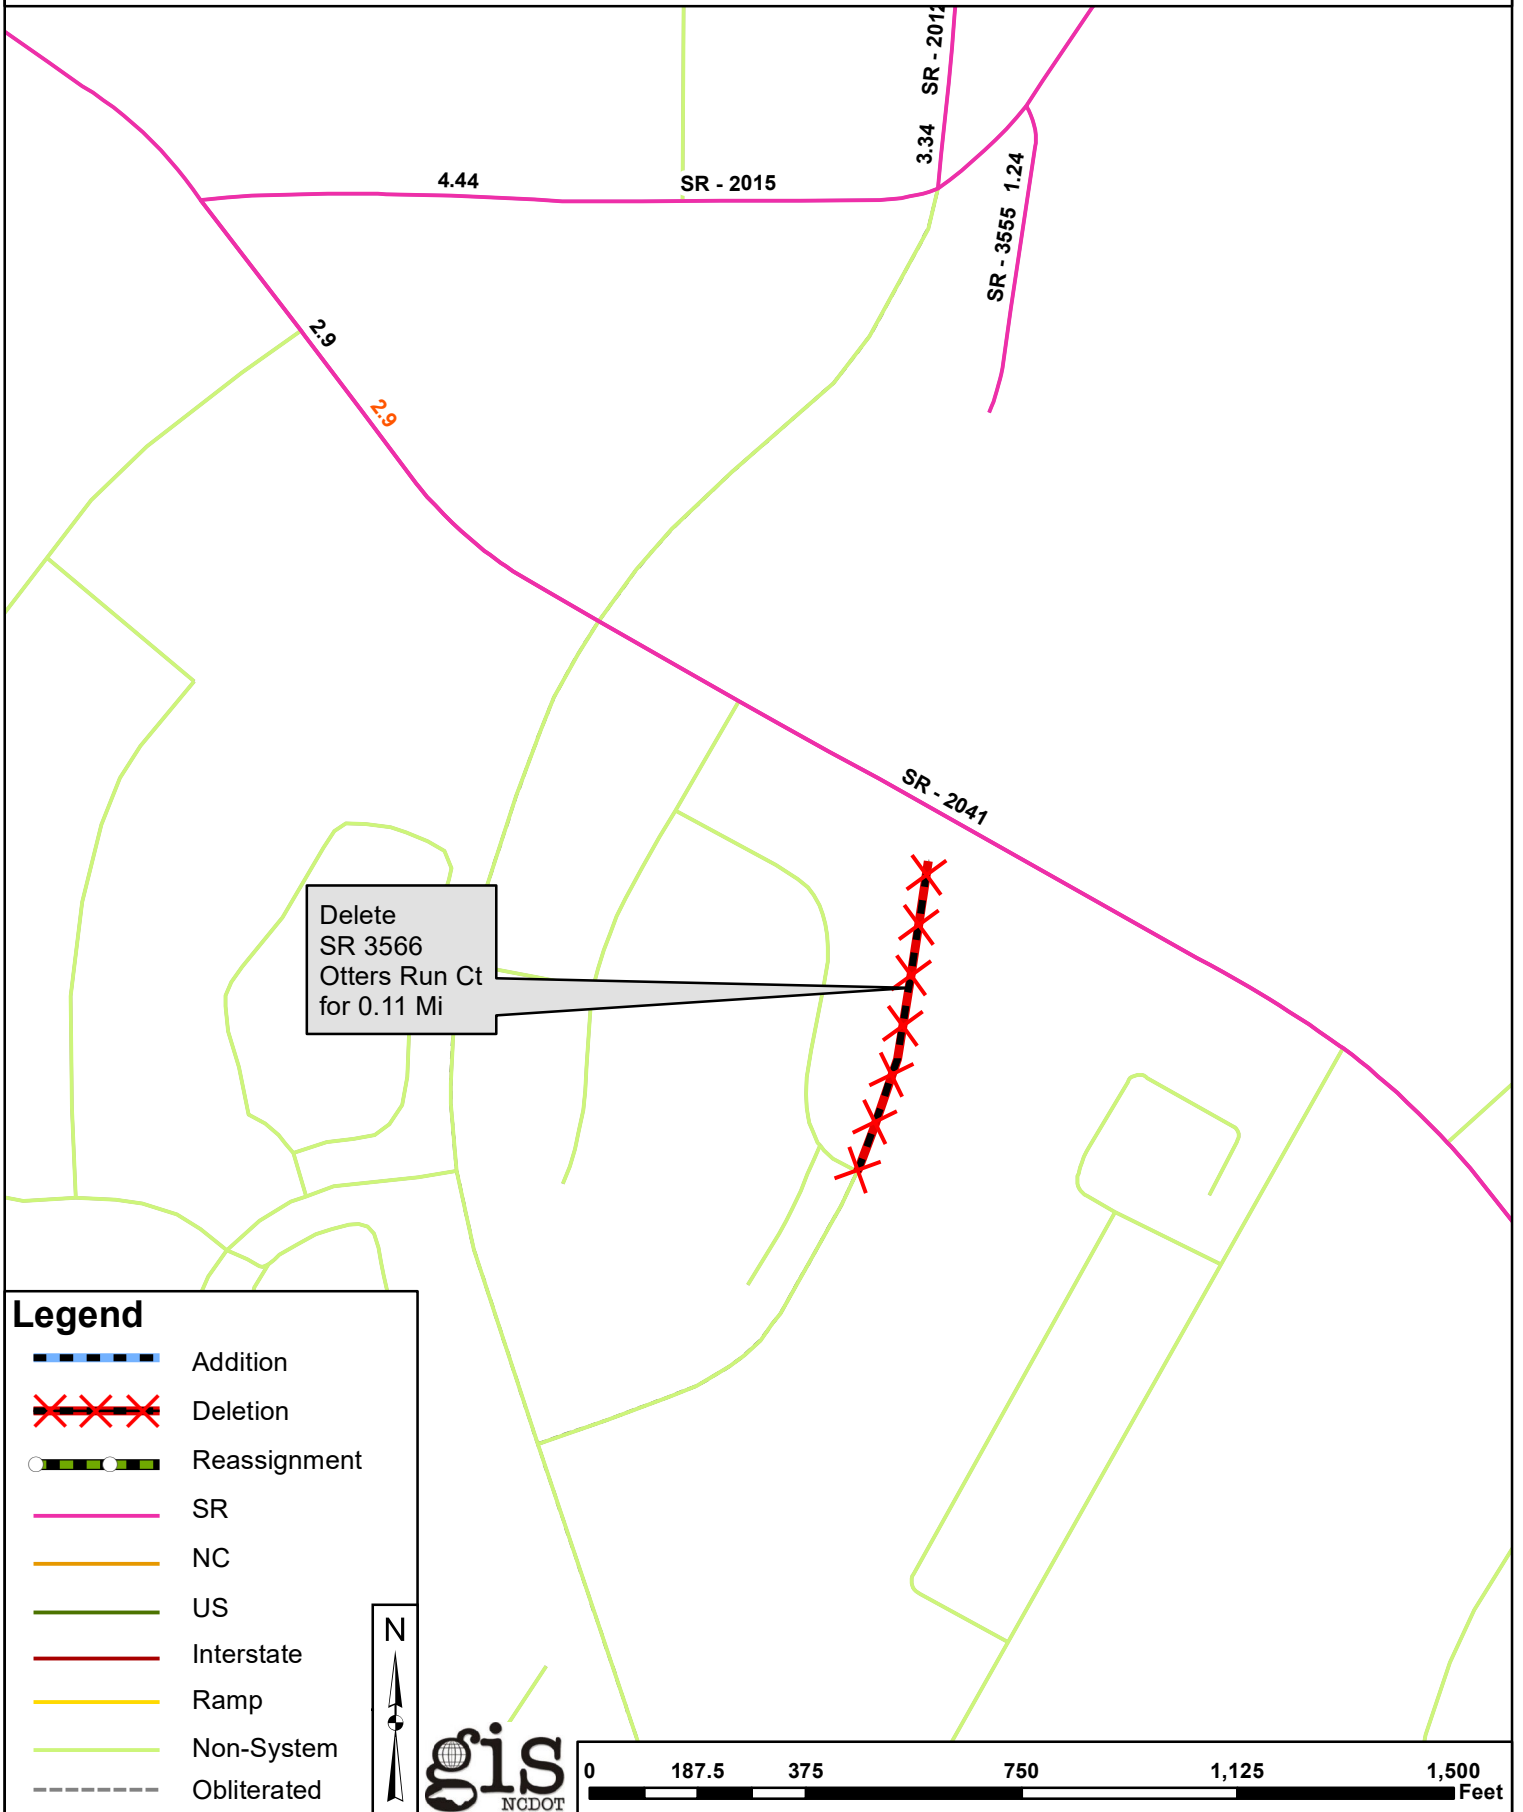 SR - 2012
3.34
4.44
SR - 2015
SR - 3555 1.24
2.9
2.9
SR - 2041
Delete
SR 3566
Otters Run Ct
for 0.11 Mi
Legend
Addition
Deletion
Reassignment
SR
NC
US
Interstate
Ramp
Non-System
Obliterated
N
gis
NCDOT
0 187.5 375 750 1,125 1,500
Feet